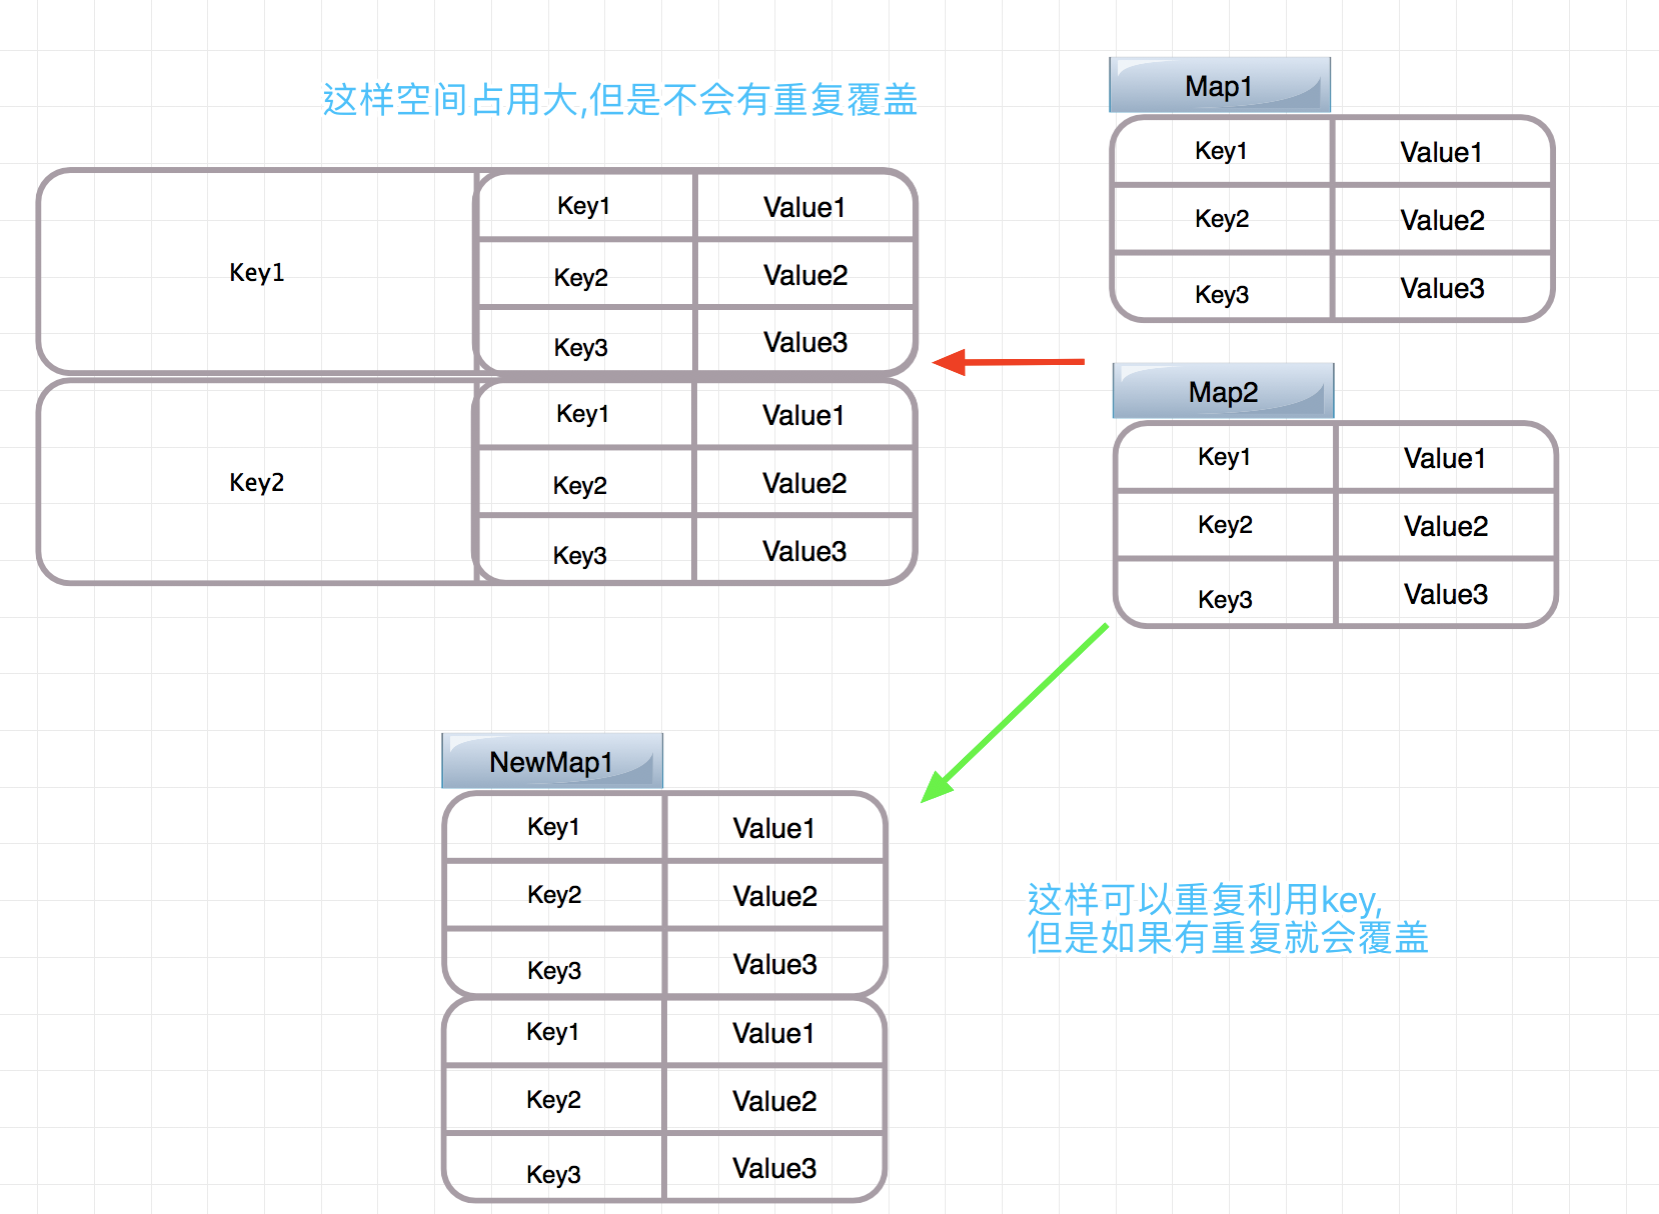 这样空间占用大,但是不会有重复覆盖
Key1
Key1 Value1
Key2 Value2
Key3 Value3
Key2
Key1 Value1
Key2 Value2
Key3 Value3
Map1
Key1 Value1
Key2 Value2
Key3 Value3
Map2
Key1 Value1
Key2 Value2
Key3 Value3
NewMap1
Key1 Value1
Key2 Value2
Key3 Value3
Key1 Value1
Key2 Value2
Key3 Value3
这样可以重复利用key,
但是如果有重复就会覆盖